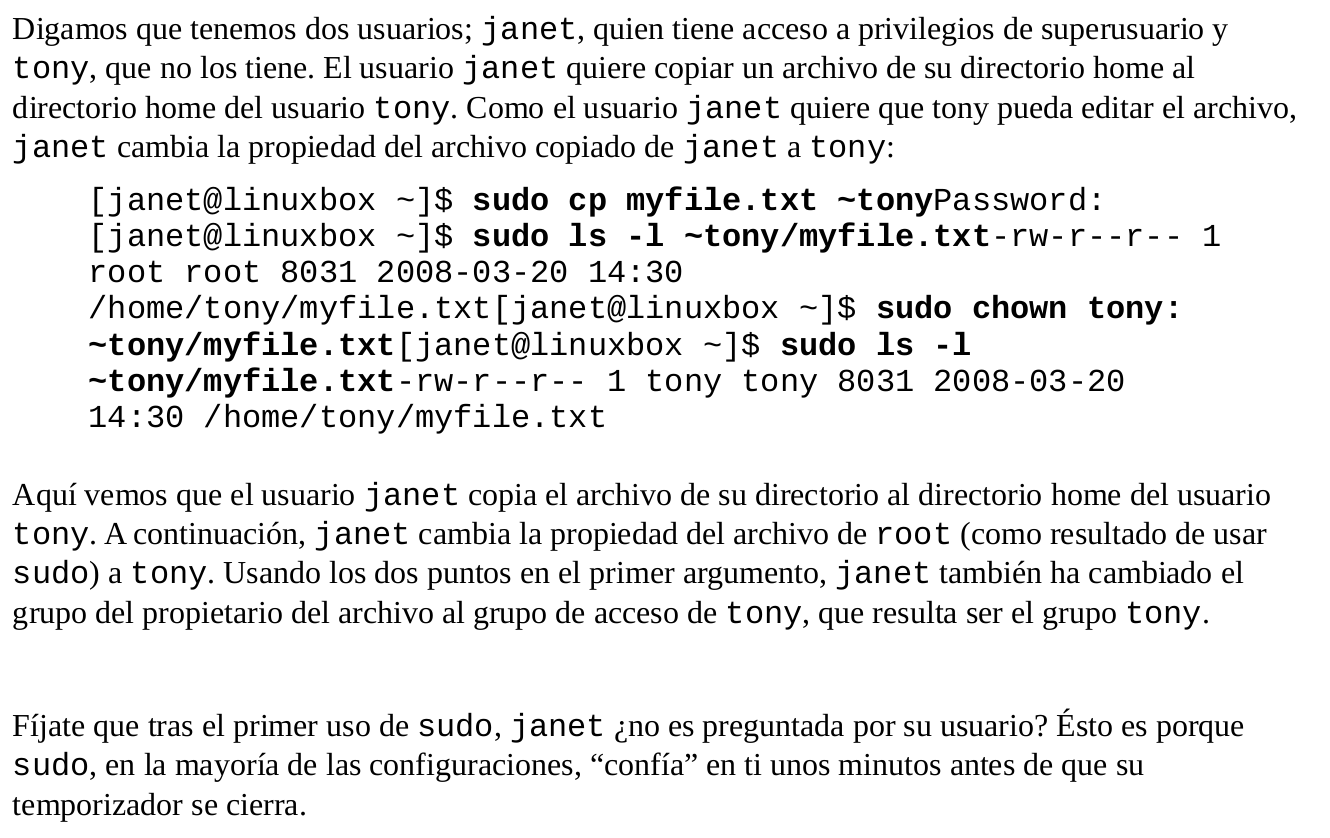 Digamos que tenemos dos usuarios; janet, quien tiene acceso a privilegios de superusuario y
tony, que no los tiene. El usuario janet quiere copiar un archivo de su directorio home al
directorio home del usuario tony. Como el usuario janet quiere que tony pueda editar el archivo,
janet cambia la propiedad del archivo copiado de janet a tony:
[janet@linuxbox ~]$ sudo cp myfile.txt ~tonyPassword:
[janet@linuxbox ~]$ sudo ls -l ~tony/myfile.txt-rw-r--r-- 1
root root 8031 2008-03-20 14:30
/home/tony/myfile.txt[janet@linuxbox ~]$ sudo chown tony:
~tony/myfile.txt[janet@linuxbox ~]$ sudo ls -l
~tony/myfile.txt-rw-r--r-- 1 tony tony 8031 2008-03-20
14:30 /home/tony/myfile.txt
Aquí vemos que el usuario janet copia el archivo de su directorio al directorio home del usuario
tony. A continuación, janet cambia la propiedad del archivo de root (como resultado de usar
sudo) a tony. Usando los dos puntos en el primer argumento, janet también ha cambiado el
grupo del propietario del archivo al grupo de acceso de tony, que resulta ser el grupo tony.
Fíjate que tras el primer uso de sudo, janet ¿no es preguntada por su usuario? Ésto es porque
sudo, en la mayoría de las configuraciones, “confía” en ti unos minutos antes de que su
temporizador se cierra.